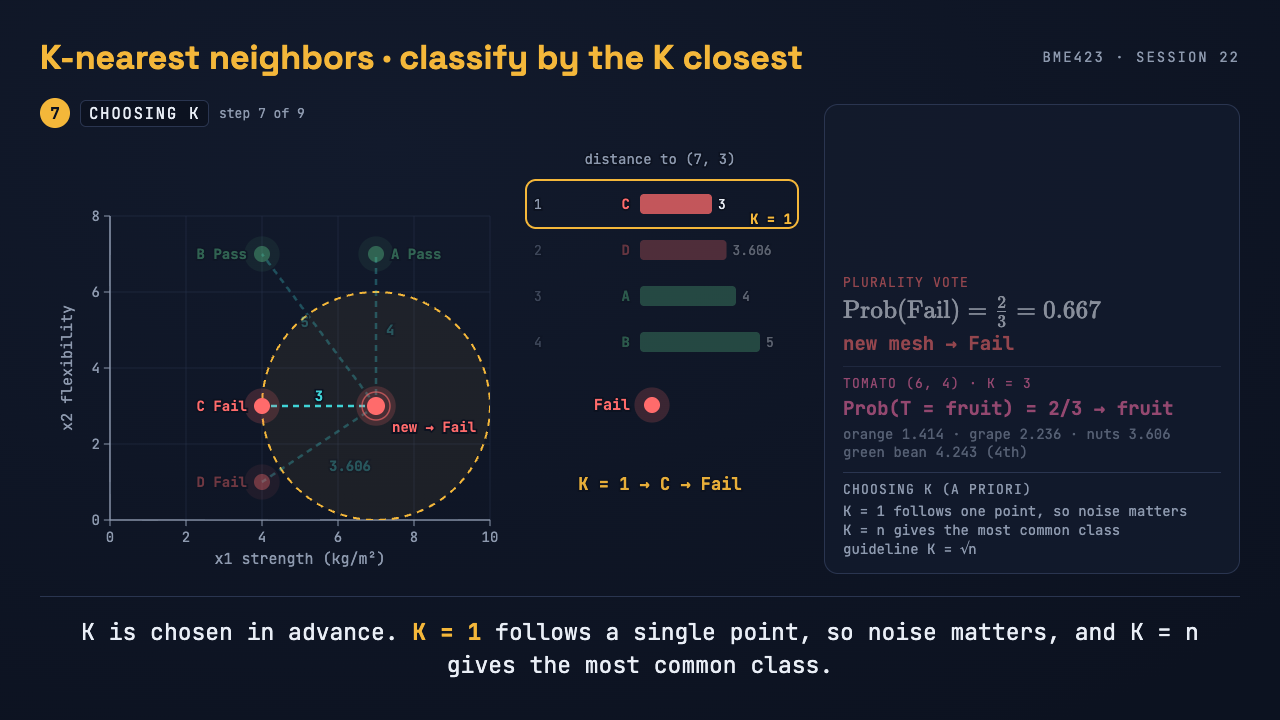 K-nearest neighbors · classify by the K closest
BME423 · SESSION 22
7 CHOOSING K step 7 of 9
distance to (7, 3)
1 C 3
K = 1
2 D 3.606
3 A 4
4 B 5
Fail
K = 1 → C → Fail
8
6
4
2
0
0 2 4 6 8 10
x2 flexibility
x1 strength (kg/m²)
B Pass
A Pass
5
4
C Fail
3
new → Fail
3.606
D Fail
PLURALITY VOTE
Prob(Fail) = 2/3 = 0.667
new mesh → Fail
TOMATO (6, 4) · K = 3
Prob(T = fruit) = 2/3 → fruit
orange 1.414 · grape 2.236 · nuts 3.606
green bean 4.243 (4th)
CHOOSING K (A PRIORI)
K = 1 follows one point, so noise matters
K = n gives the most common class
guideline K = √n
K is chosen in advance. K = 1 follows a single point, so noise matters, and K = n
gives the most common class.